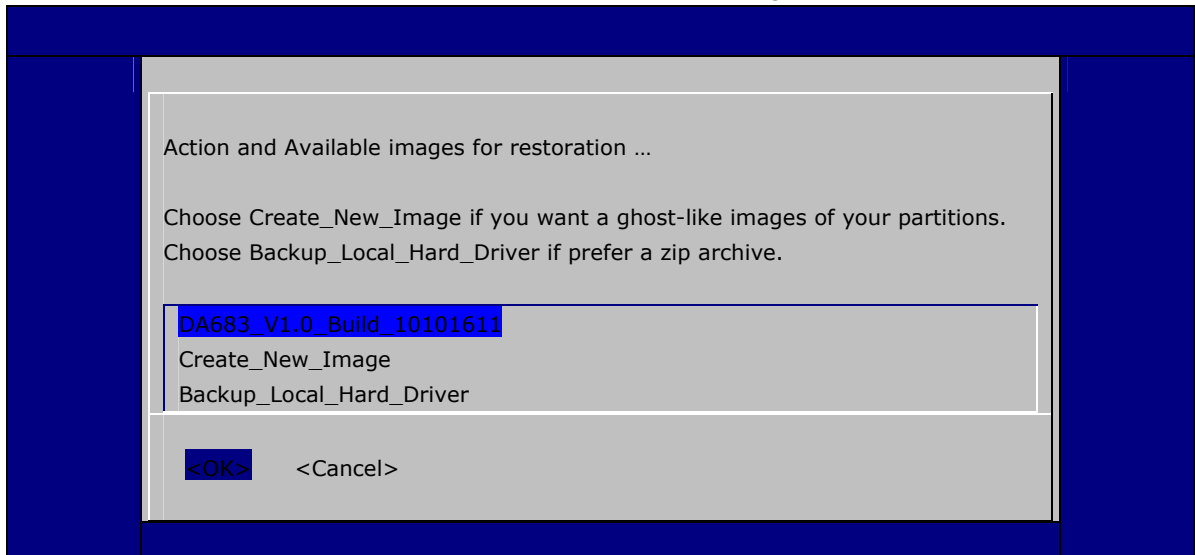 Action and Available images for restoration …
Choose Create_New_Image if you want a ghost-like images of your partitions.
Choose Backup_Local_Hard_Driver if prefer a zip archive.
DA683_V1.0_Build_10101611
Create_New_Image
Backup_Local_Hard_Driver
<OK> <Cancel>